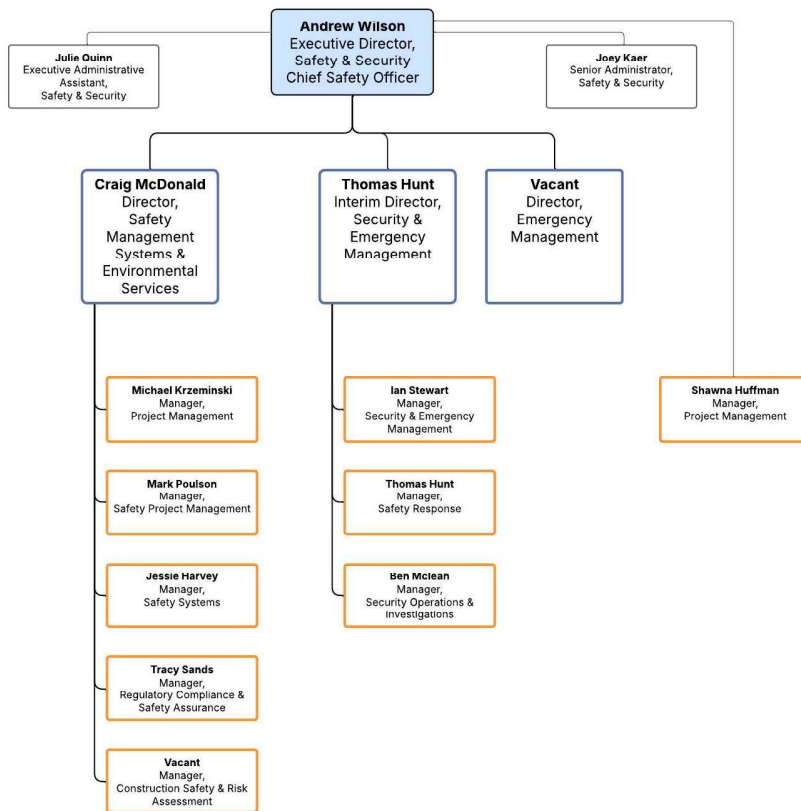 Andrew Wilson
Executive Director,
Safety & Security
Chief Safety Officer
Julie Quinn
Executive Administrative
Assistant,
Safety & Security
Joey Kaer
Senior Administrator,
Safety & Security
Craig McDonald
Director,
Safety
Management
Systems &
Environmental
Services
Thomas Hunt
Interim Director,
Security &
Emergency
Management
Vacant
Director,
Emergency
Management
Michael Krzeminski
Manager,
Project Management
Ian Stewart
Manager,
Security & Emergency
Management
Shawna Huffman
Manager,
Project Management
Mark Poulson
Manager,
Safety Project Management
Thomas Hunt
Manager,
Safety Response
Jessie Harvey
Manager,
Safety Systems
Ben Mclean
Manager,
Security Operations &
Investigations
Tracy Sands
Manager,
Regulatory Compliance &
Safety Assurance
Vacant
Manager,
Construction Safety & Risk
Assessment